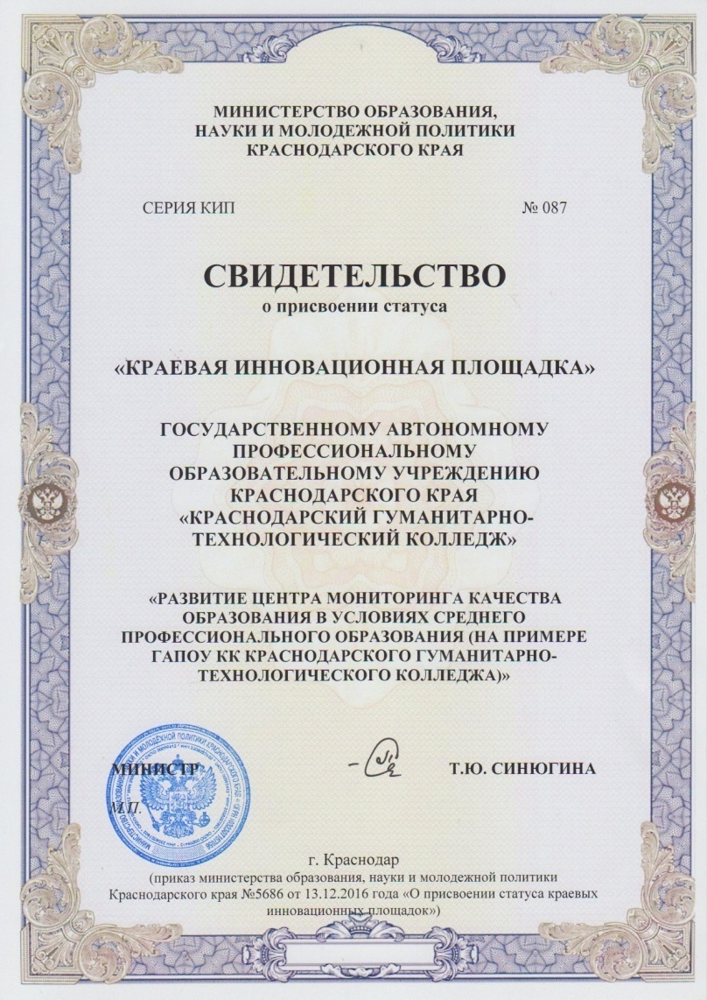 МИНИСТЕРСТВО ОБРАЗОВАНИЯ,
НАУКИ И МОЛОДЕЖНОЙ ПОЛИТИКИ
КРАСНОДАРСКОГО КРАЯ
СЕРИЯ КИП № 087
СВИДЕТЕЛЬСТВО
о присвоении статуса
«КРАЕВАЯ ИННОВАЦИОННАЯ ПЛОЩАДКА»
ГОСУДАРСТВЕННОМУ АВТОНОМНОМУ
ПРОФЕССИОНАЛЬНОМУ
ОБРАЗОВАТЕЛЬНОМУ УЧРЕЖДЕНИЮ
КРАСНОДАРСКОГО КРАЯ
«КРАСНОДАРСКИЙ ГУМАНИТАРНО-
ТЕХНОЛОГИЧЕСКИЙ КОЛЛЕДЖ»
«РАЗВИТИЕ ЦЕНТРА МОНИТОРИНГА КАЧЕСТВА
ОБРАЗОВАНИЯ В УСЛОВИЯХ СРЕДНЕГО
ПРОФЕССИОНАЛЬНОГО ОБРАЗОВАНИЯ (НА ПРИМЕРЕ
ГАПОУ КК КРАСНОДАРСКОГО ГУМАНИТАРНО-
ТЕХНОЛОГИЧЕСКОГО КОЛЛЕДЖА)»
МИНИСТР Т.Ю. СИНЮГИНА
М.П.
г. Краснодар
(приказ министерства образования, науки и молодежной политики
Краснодарского края №5686 от 13.12.2016 года «О присвоении статуса краевых
инновационных площадок»)